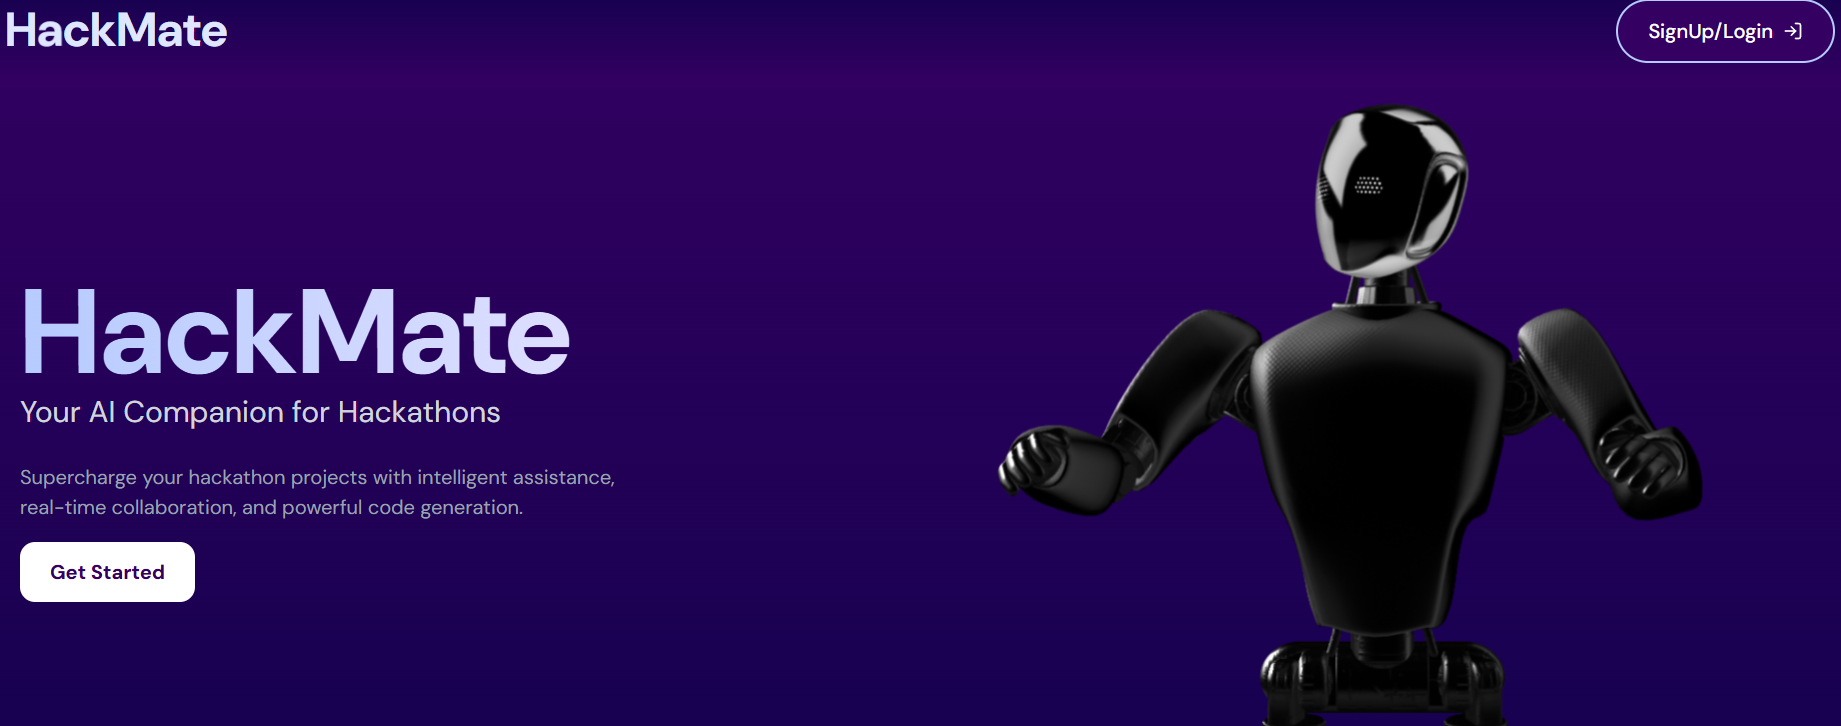 HackMate
SignUp/Login
HackMate
Your AI Companion for Hackathons
Supercharge your hackathon projects with intelligent assistance,
real-time collaboration, and powerful code generation.
Get Started